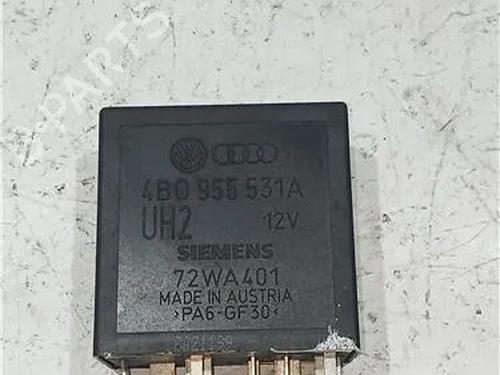 4B0 955 531A
UH2 12V
SIEMENS
72WA401
MADE IN AUSTRIA
>PA6-GF30<